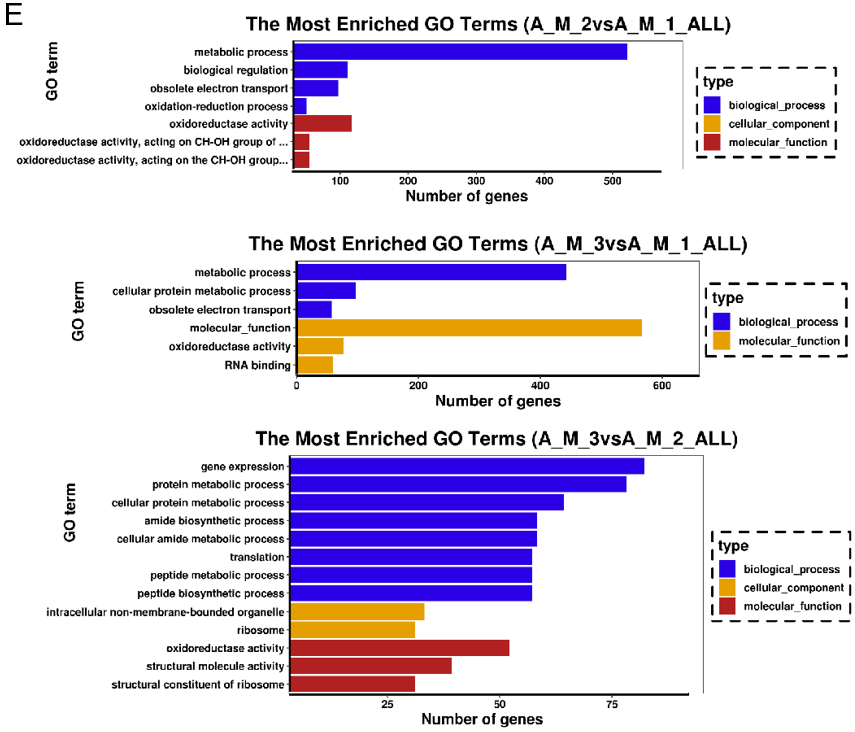 E
The Most Enriched GO Terms (A_M_2vsA_M_1_ALL)
GO term
metabolic process
biological regulation
obsolete electron transport
oxidation-reduction process
oxidoreductase activity
oxidoreductase activity, acting on CH-OH group of ...
oxidoreductase activity, acting on the CH-OH group...
100 200 300 400 500
Number of genes
type
biological_process
cellular_component
molecular_function
The Most Enriched GO Terms (A_M_3vsA_M_1_ALL)
GO term
metabolic process
cellular protein metabolic process
obsolete electron transport
molecular_function
oxidoreductase activity
RNA binding
0 200 400 600
Number of genes
type
biological_process
molecular_function
The Most Enriched GO Terms (A_M_3vsA_M_2_ALL)
GO term
gene expression
protein metabolic process
cellular protein metabolic process
amide biosynthetic process
cellular amide metabolic process
translation
peptide metabolic process
peptide biosynthetic process
intracellular non-membrane-bounded organelle
ribosome
oxidoreductase activity
structural molecule activity
structural constituent of ribosome
25 50 75
Number of genes
type
biological_process
cellular_component
molecular_function